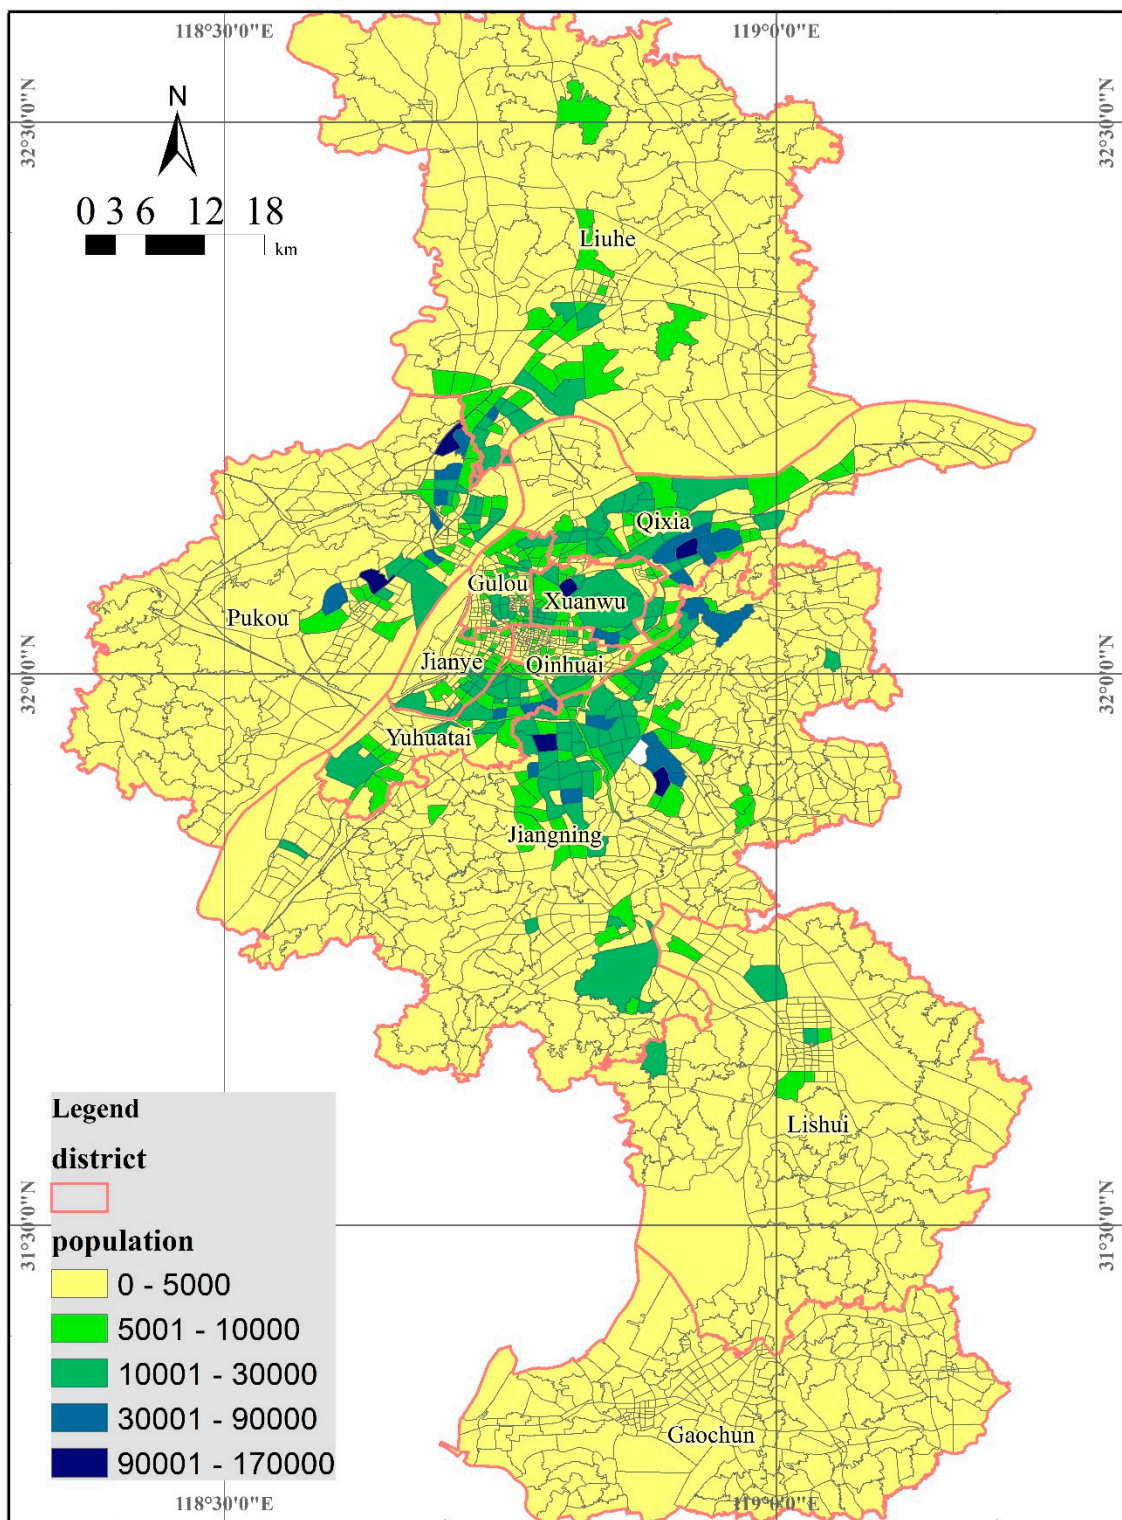 118°30'0"E 119°0'0"E
N
32°30'0"N 32°30'0"N
0 3 6 12 18
km
Liuhe
Qixia
Gulou
Xuanwu
Pukou
Jianye Qinhuai
32°0'0"N 32°0'0"N
Yuhuatai
Jiangning
Legend
district
Lishui
population
31°30'0"N
0 - 5000
5001 - 10000
10001 - 30000
30001 - 90000
Gaochun
90001 - 170000
118°30'0"E 119°0'0"E
31°30'0"N